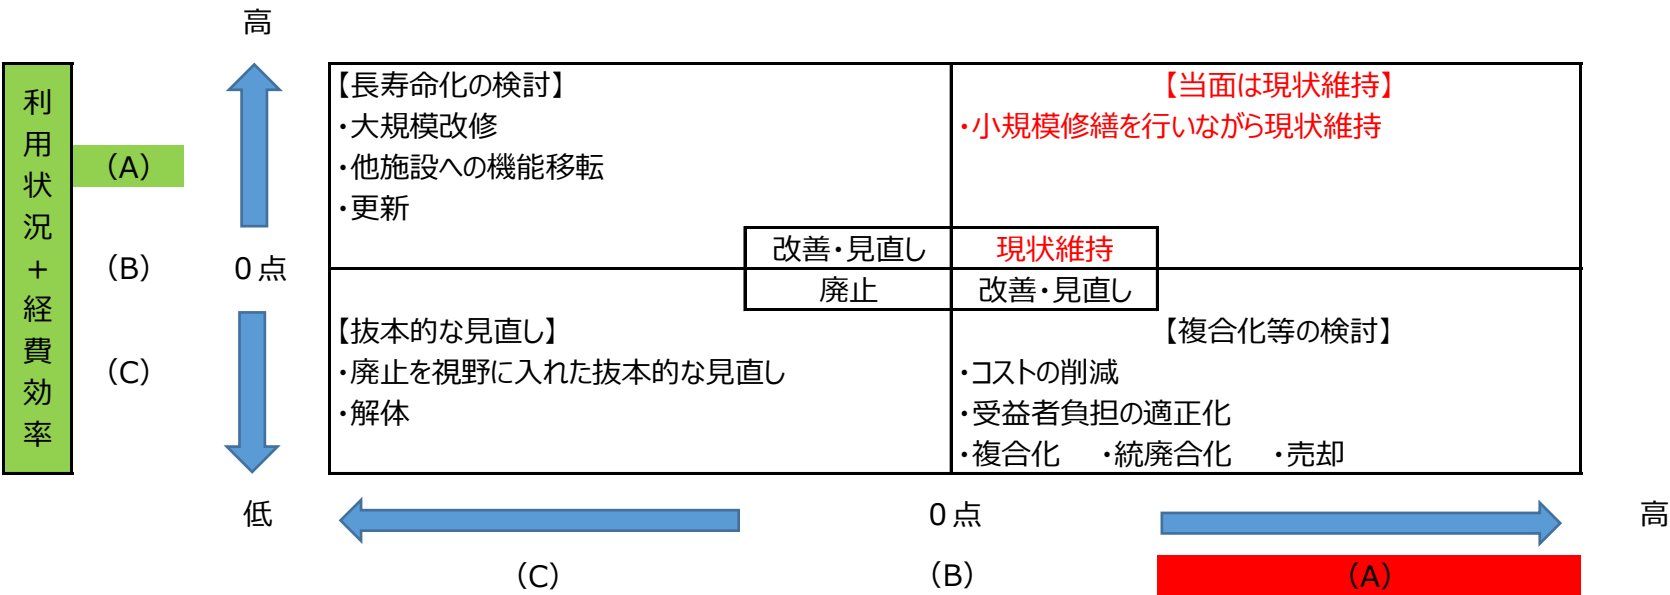 高
利用状況+経費効率
（A）
（B）
（C）
0点
【長寿命化の検討】
・大規模改修
・他施設への機能移転
・更新
【当面は現状維持】
・小規模修繕を行いながら現状維持
改善・見直し
現状維持
廃止
改善・見直し
【抜本的な見直し】
・廃止を視野に入れた抜本的な見直し
・解体
【複合化等の検討】
・コストの削減
・受益者負担の適正化
・複合化　・統廃合化　・売却
低
0点
高
（C）
（B）
（A）